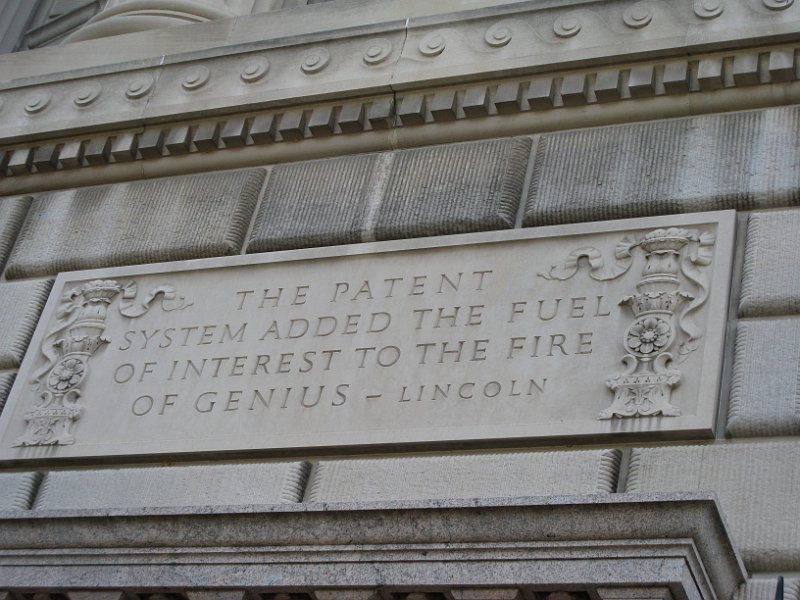 THE PATENT
SYSTEM ADDED THE FUEL
OF INTEREST TO THE FIRE
OF GENIUS – LINCOLN